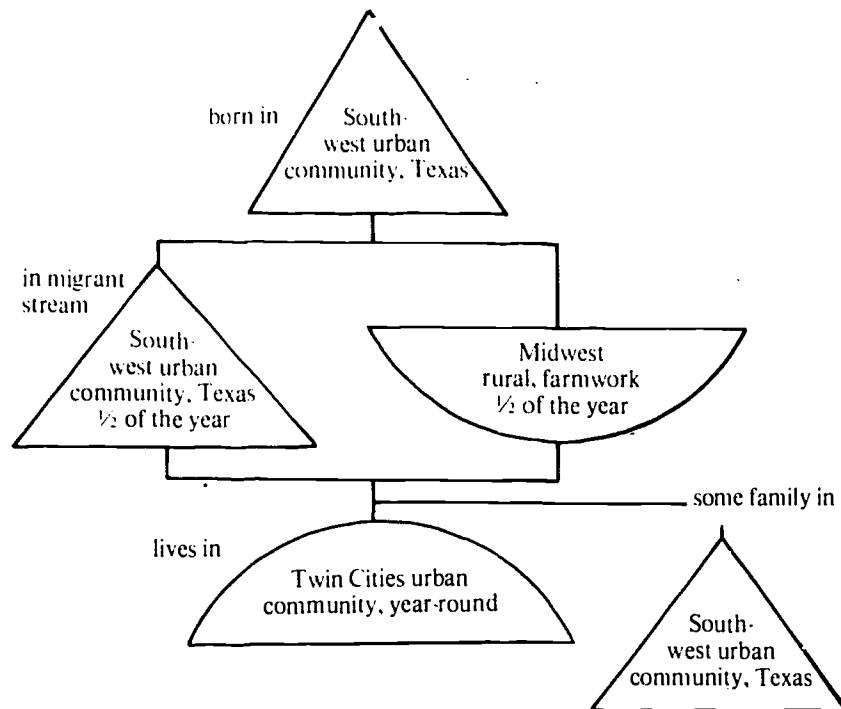 born in
South-
west urban
community, Texas
in migrant
stream
South-
west urban
community, Texas
½ of the year
Midwest
rural, farmwork
½ of the year
some family in
lives in
Twin Cities urban
community, year-round
South-
west urban
community, Texas